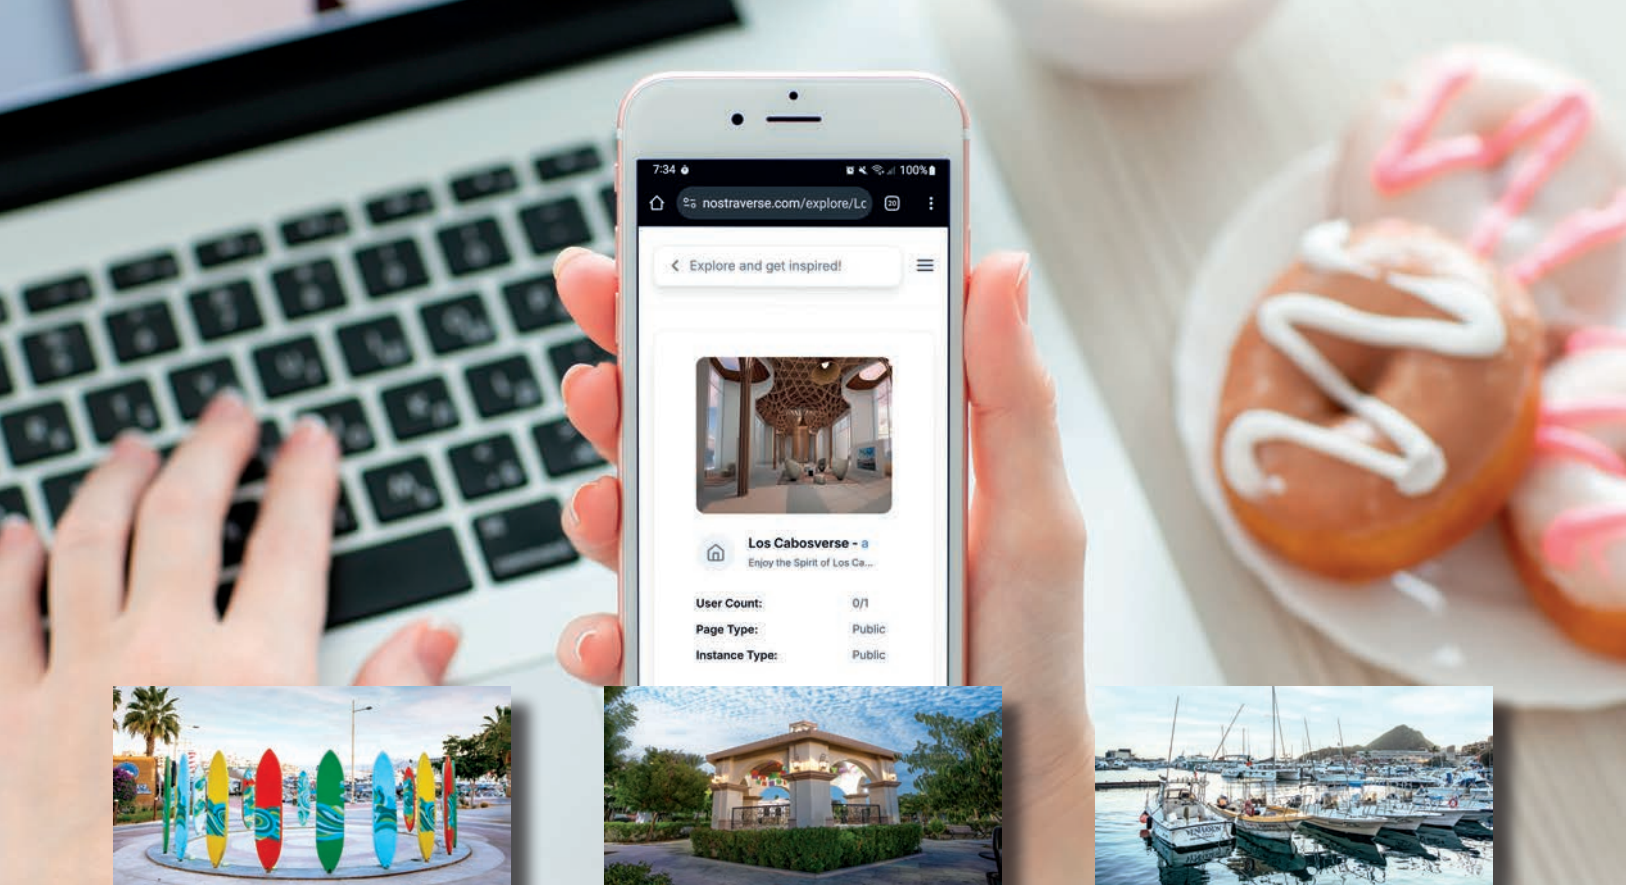 7:34
100%
nostraverse.com/explore/Lc
20
Explore and get inspired!
Los Cabosverse - a
Enjoy the Spirit of Los Ca...
User Count: 0/1
Page Type: Public
Instance Type: Public